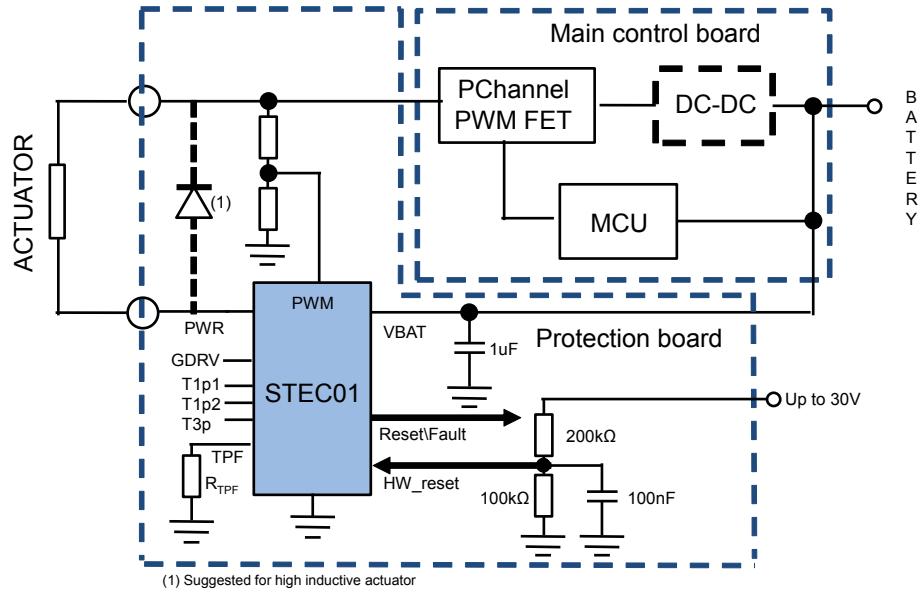 Main control board
PChannel
PWM FET
DC-DC
BATTERY
ACTUATOR
(1)
MCU
PWM
PWR
VBAT
1uF
Protection board
GDRV
STEC01
T1p1
T1p2
T3p
Up to 30V
Reset\Fault
200kΩ
TPF
HW_reset
RTPF
100kΩ
100nF
(1) Suggested for high inductive actuator